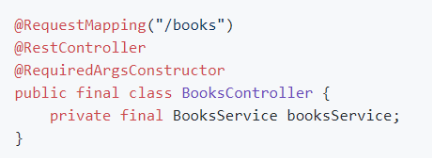 @RequestMapping("/books")
@RestController
@RequiredArgsConstructor
public final class BooksController {
    private final BooksService booksService;
}